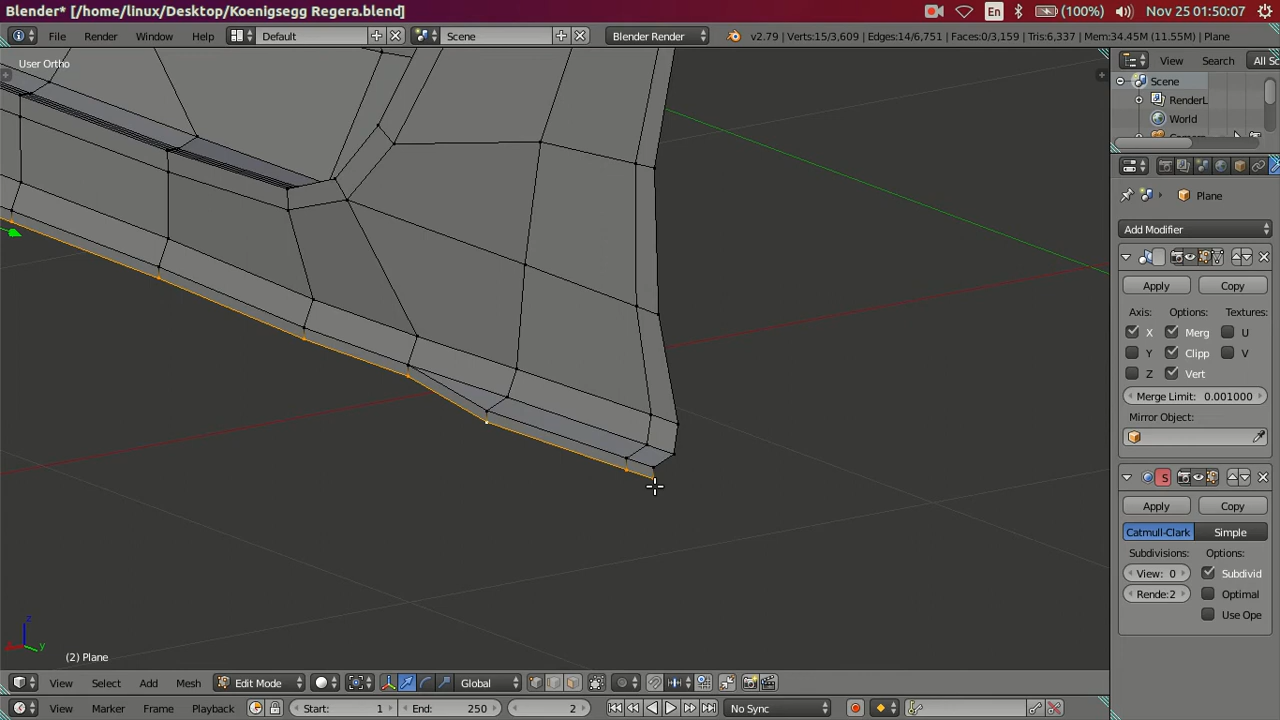 Blender* [/home/linux/Desktop/Koenigsegg Regera.blend]
En (100%) Nov 25 01:50:07
File Render Window Help Default Scene Blender Render v2.79 | Verts:15/3,609 | Edges:14/6,751 | Faces:0/3,159 | Tris:6,337 | Mem:34.45M (11.55M) | Plane
User Ortho
View Search All Sc
Scene
RenderL
World
Plane
Add Modifier
Apply Copy
Axis: Options: Textures:
X Merg U
Y Clipp V
Z Vert
Merge Limit: 0.001000
Mirror Object:
S
Apply Copy
Catmull-Clark Simple
Subdivisions: Options:
View: 0 Subdivid
Rende:2 Optimal
Use Ope
z
y
(2) Plane
View Select Add Mesh Edit Mode Global
View Marker Frame Playback Start: 1 End: 250 2 No Sync